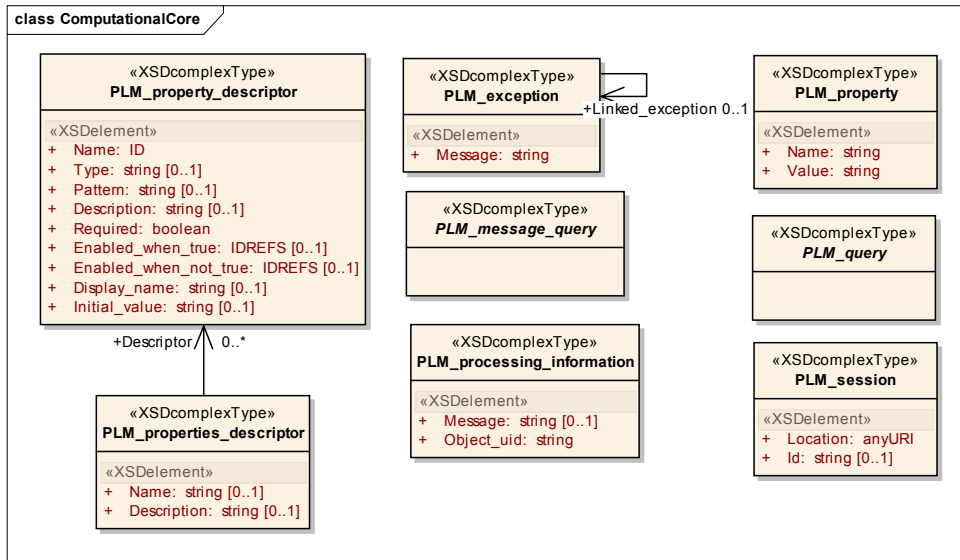 class ComputationalCore
«XSDcomplexType»
PLM_property_descriptor
«XSDelement»
+ Name: ID
+ Type: string [0..1]
+ Pattern: string [0..1]
+ Description: string [0..1]
+ Required: boolean
+ Enabled_when_true: IDREFS [0..1]
+ Enabled_when_not_true: IDREFS [0..1]
+ Display_name: string [0..1]
+ Initial_value: string [0..1]
+Descriptor 0..*
«XSDcomplexType»
PLM_properties_descriptor
«XSDelement»
+ Name: string [0..1]
+ Description: string [0..1]
«XSDcomplexType»
PLM_exception
«XSDelement»
+ Message: string
+Linked_exception 0..1
«XSDcomplexType»
PLM_message_query
«XSDcomplexType»
PLM_processing_information
«XSDelement»
+ Message: string [0..1]
+ Object_uid: string
«XSDcomplexType»
PLM_property
«XSDelement»
+ Name: string
+ Value: string
«XSDcomplexType»
PLM_query
«XSDcomplexType»
PLM_session
«XSDelement»
+ Location: anyURI
+ Id: string [0..1]